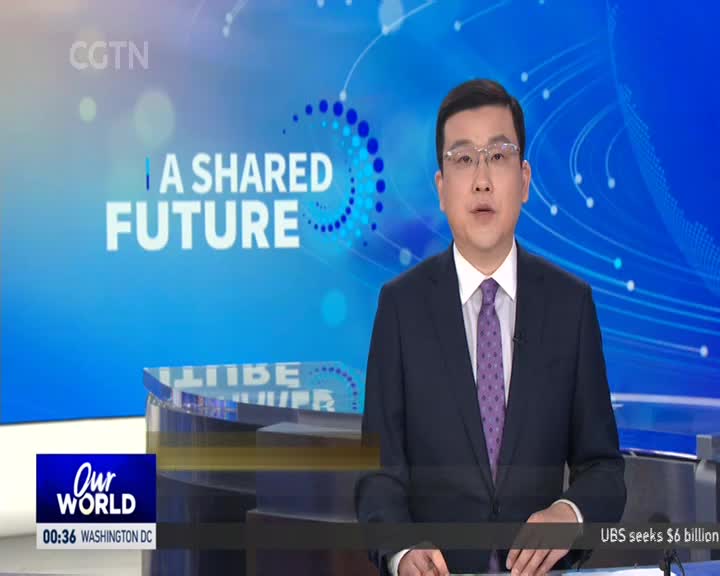 CGTN
A SHARED
FUTURE
Our
WORLD
00:36 WASHINGTON DC
UBS seeks $6 billion